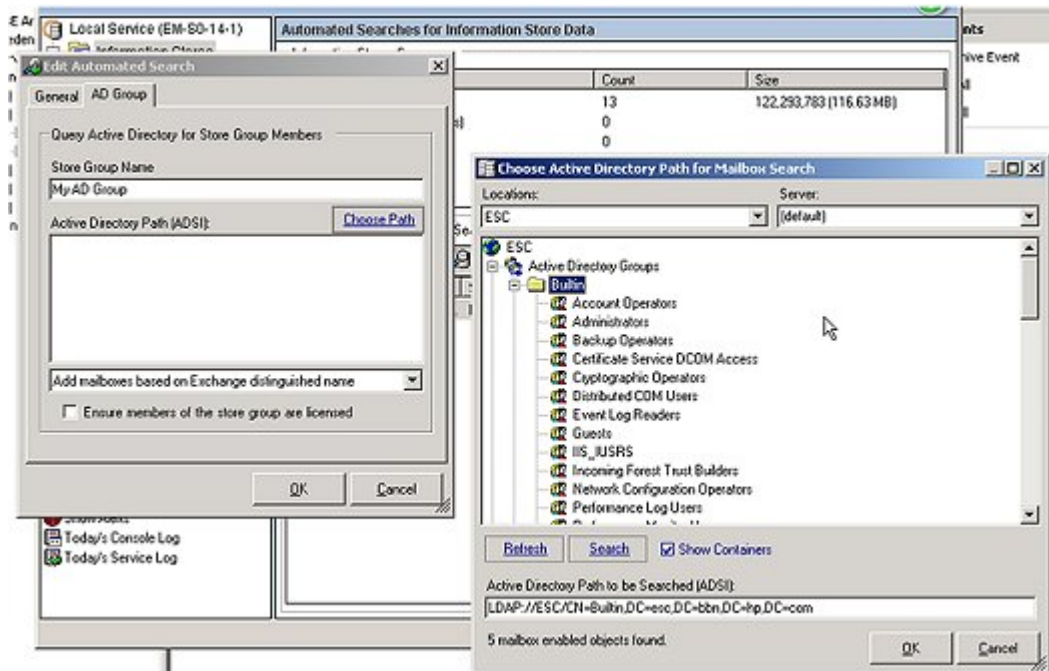 Local Service (EM-S0-14-1)
Automated Searches for Information Store Data
Edit Automated Search
General
AD Group
Query Active Directory for Store Group Members
Store Group Name
My AD Group
Active Directory Path (ADSI):
Choose Path
Add mailboxes based on Exchange distinguished name
Ensure members of the store group are licensed
OK
Cancel
Today's Console Log
Today's Service Log
Count
Size
13
122,293,783 (116.63 MB)
0
0
Choose Active Directory Path for Mailbox Search
Locations:
Server:
ESC
(default)
ESC
Active Directory Groups
Builtin
Account Operators
Administrators
Backup Operators
Certificate Service DCOM Access
Cryptographic Operators
Distributed COM Users
Event Log Readers
Guests
IIS_IUSRS
Incoming Forest Trust Builders
Network Configuration Operators
Performance Log Users
Refresh
Search
Show Containers
Active Directory Path to be Searched (ADSI):
LDAP://ESC/CN=Builtin,DC=esc,DC=bbn,DC=hp,DC=com
5 mailbox enabled objects found.
OK
Cancel